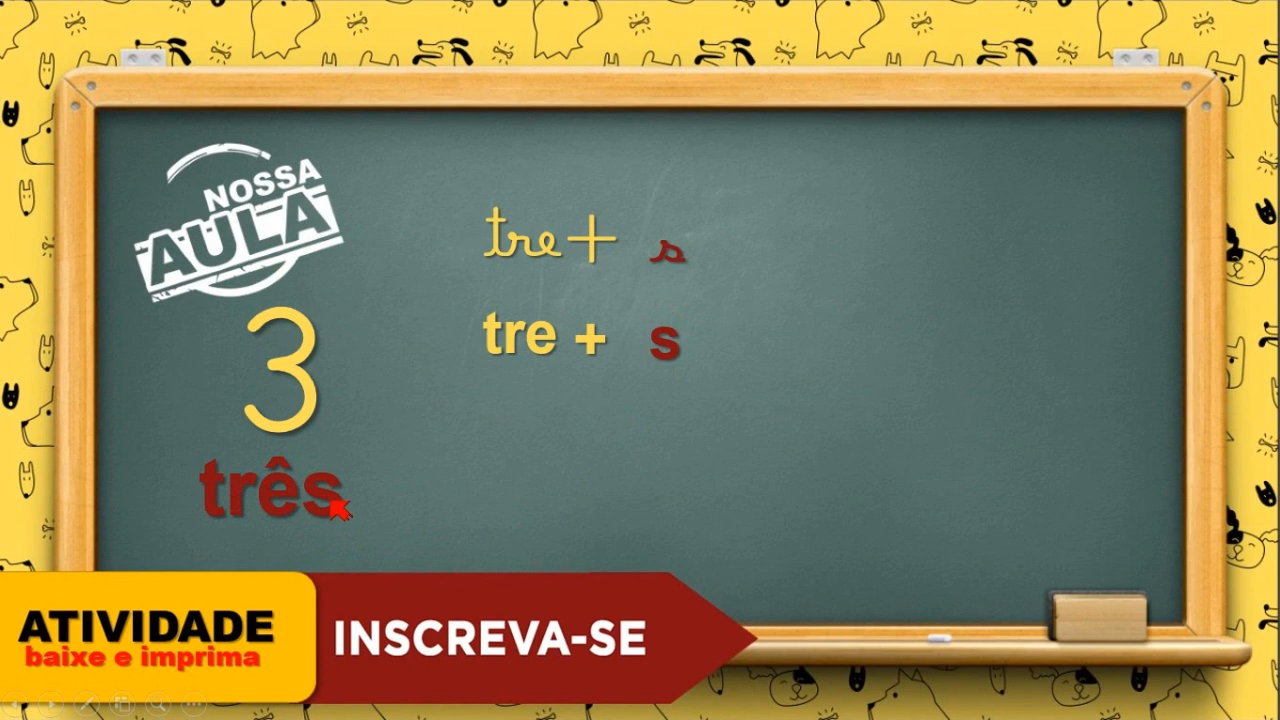 NOSSA
AULA
tre+ s
3
tre + s
três
ATIVIDADE
baixe e imprima
INSCREVA-SE